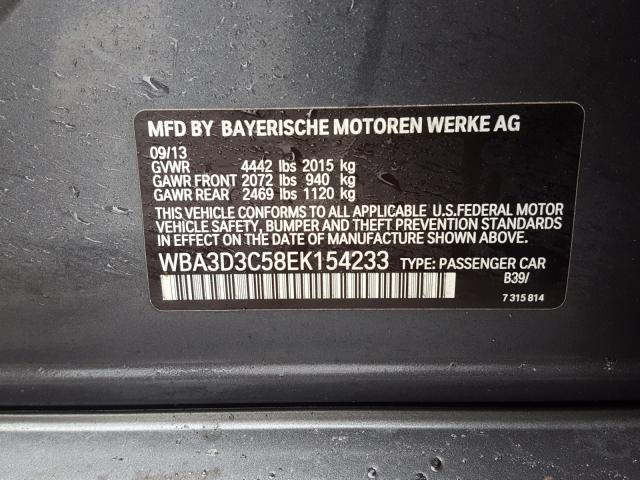 MFD BY BAYERISCHE MOTOREN WERKE AG
09/13
GVWR 4442 lbs 2015 kg
GAWR FRONT 2072 lbs 940 kg
GAWR REAR 2469 lbs 1120 kg
THIS VEHICLE CONFORMS TO ALL APPLICABLE U.S.FEDERAL MOTOR
VEHICLE SAFETY, BUMPER AND THEFT PREVENTION STANDARDS
IN EFFECT ON THE DATE OF MANUFACTURE SHOWN ABOVE.
WBA3D3C58EK154233 TYPE: PASSENGER CAR
B39/
7 315 814